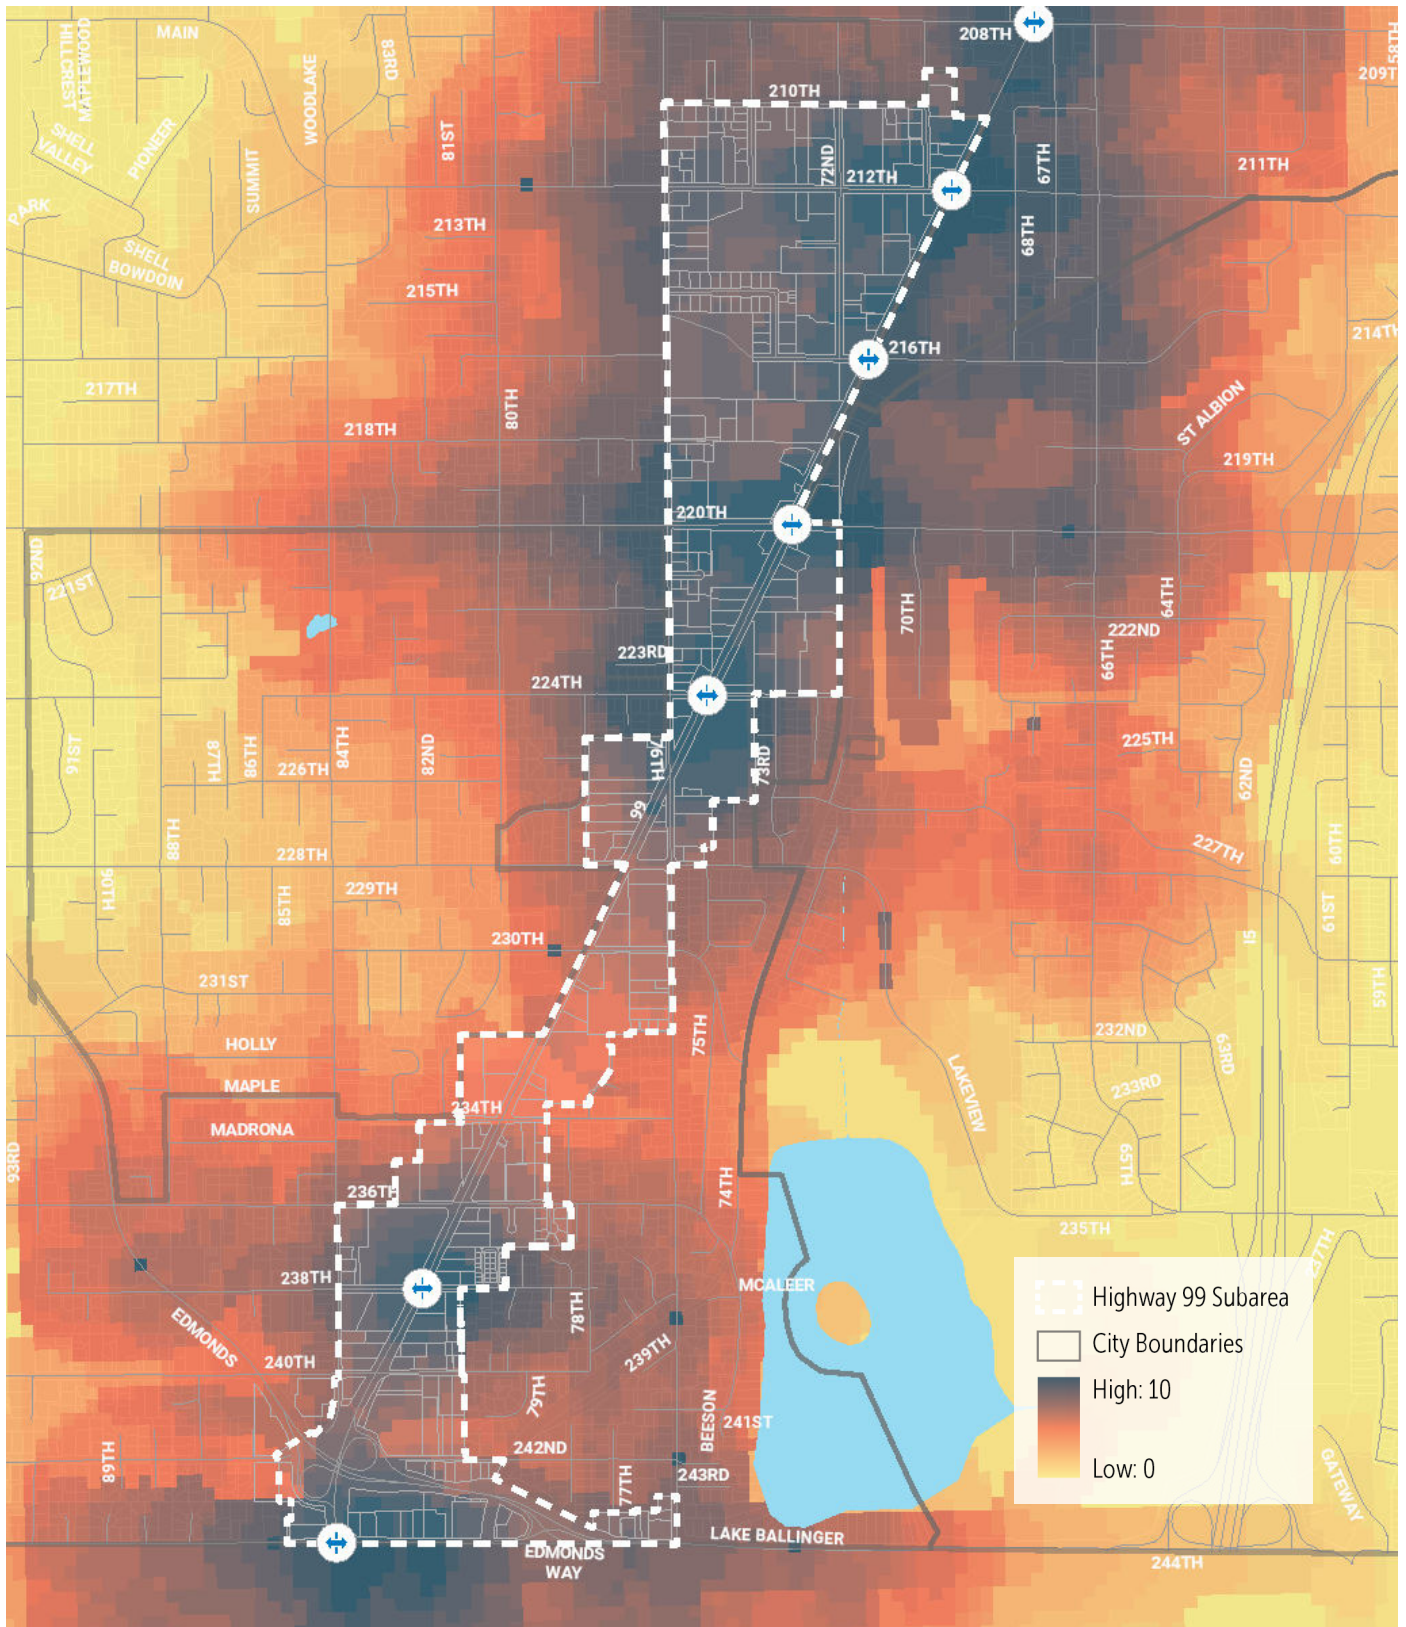 MAIN
HILLCREST
MAPLEWOOD
WOODLAKE
83RD
208TH
58TH
209T
210TH
SHELL
VALLEY
PIONEER
SUMMIT
81ST
72ND
212TH
67TH
211TH
PARK
213TH
68TH
SHELL
BOWDOIN
215TH
216TH
214TH
217TH
80TH
ST ALBION
218TH
219TH
220TH
92ND
221ST
70TH
64TH
222ND
66TH
223RD
224TH
91ST
87TH
86TH
84TH
82ND
226TH
76TH
73RD
225TH
62ND
99
88TH
228TH
227TH
60TH
90TH
85TH
229TH
61ST
230TH
I5
231ST
59TH
HOLLY
75TH
232ND
63RD
MAPLE
LAKEVIEW
233RD
234TH
MADRONA
93RD
65TH
236TH
74TH
235TH
237TH
238TH
MCALEER
78TH
EDMONDS
239TH
240TH
79TH
BEESON
241ST
89TH
242ND
77TH
243RD
GATEWAY
LAKE BALLINGER
EDMONDS
WAY
244TH
Highway 99 Subarea
City Boundaries
High: 10
Low: 0